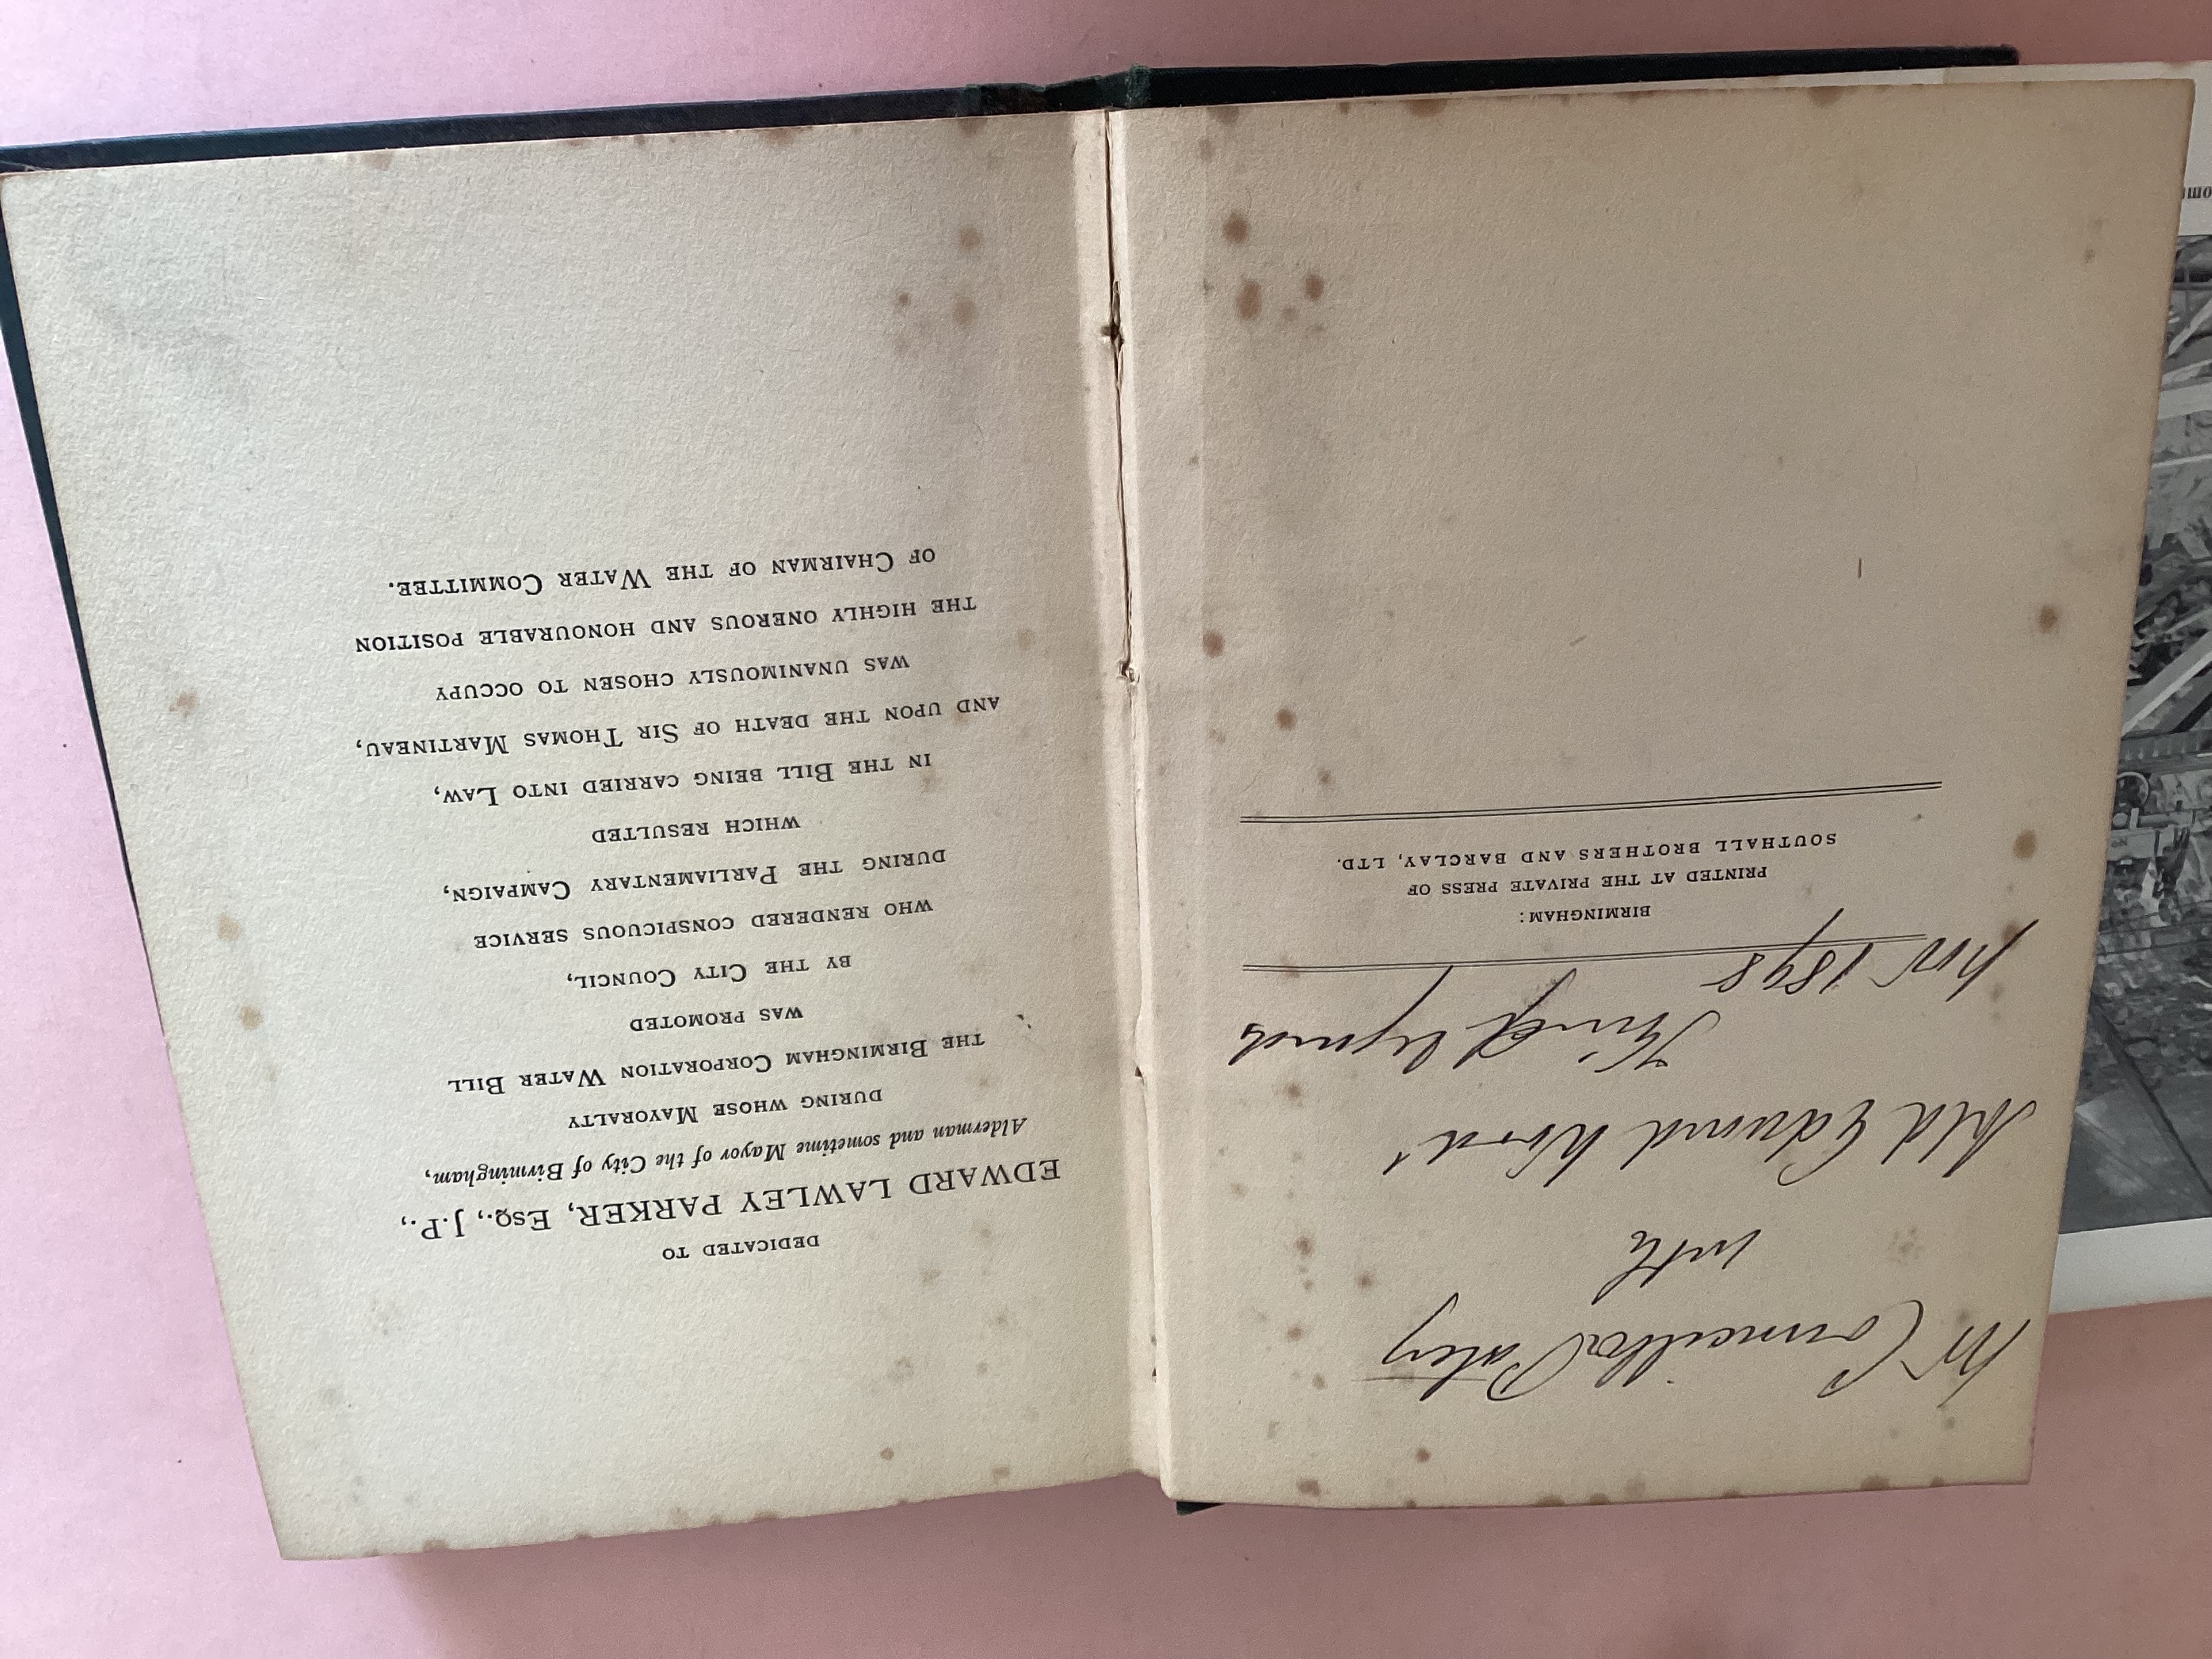 Mr Councillor
with
Ald Edward Wood's
Kind regards
Nov 1898
BIRMINGHAM:
PRINTED AT THE PRIVATE PRESS OF
SOUTHALL BROTHERS AND BARCLAY, LTD.
DEDICATED TO
EDWARD LAWLEY PARKER, ESQ., J.P.,
Alderman and sometime Mayor of the City of Birmingham,
DURING WHOSE MAYORALTY
THE BIRMINGHAM CORPORATION WATER BILL
WAS PROMOTED
BY THE CITY COUNCIL,
WHO RENDERED CONSPICUOUS SERVICE
DURING THE PARLIAMENTARY CAMPAIGN,
WHICH RESULTED
IN THE BILL BEING CARRIED INTO LAW,
AND UPON THE DEATH OF SIR THOMAS MARTINEAU,
WAS UNANIMOUSLY CHOSEN TO OCCUPY
THE HIGHLY ONEROUS AND HONOURABLE POSITION
OF CHAIRMAN OF THE WATER COMMITTEE.